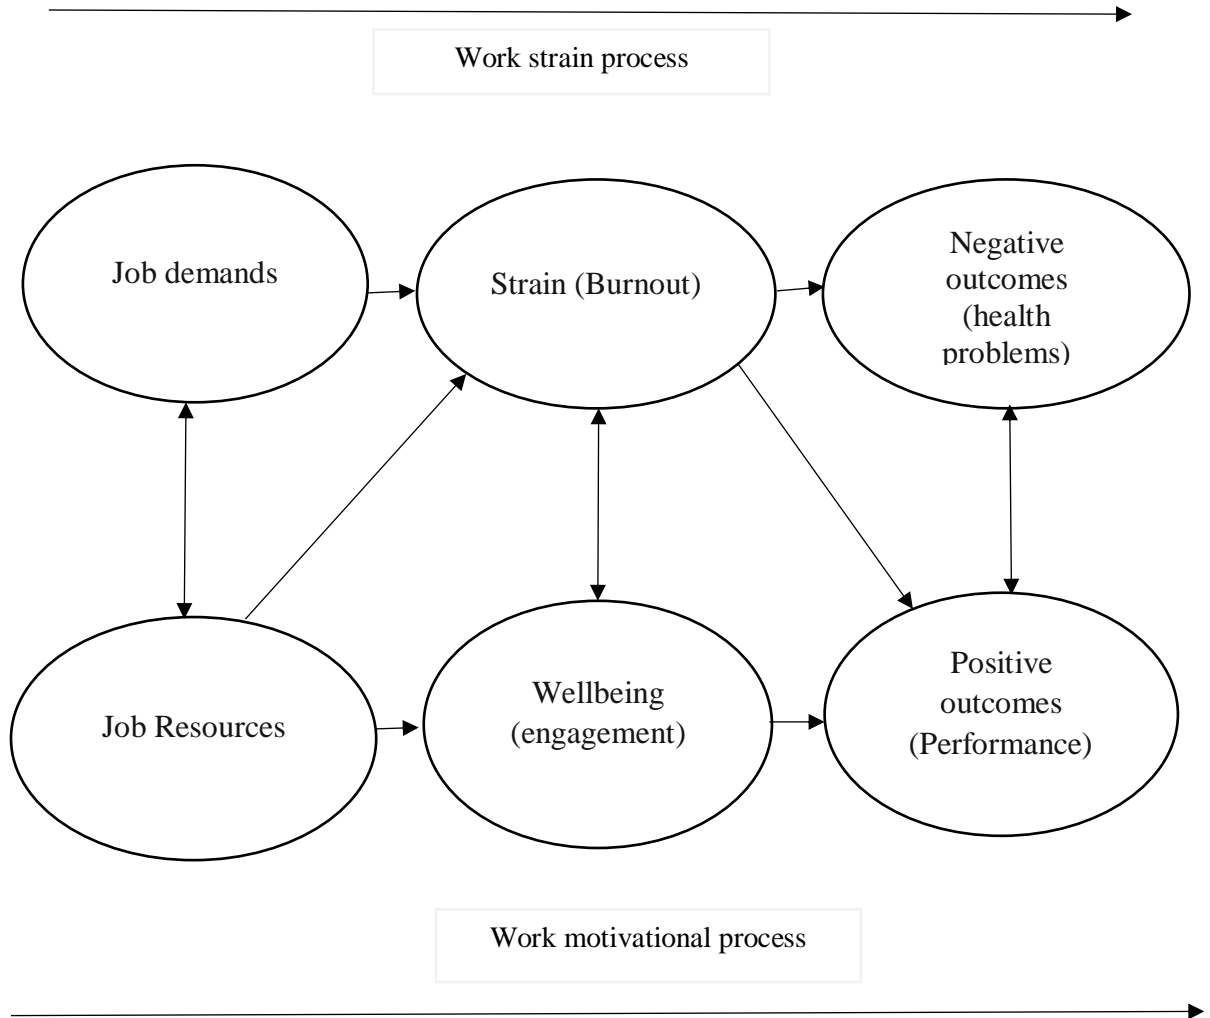 Work strain process
Job demands
Strain (Burnout)
Negative
outcomes
(health
problems)
Job Resources
Wellbeing
(engagement)
Positive
outcomes
(Performance)
Work motivational process